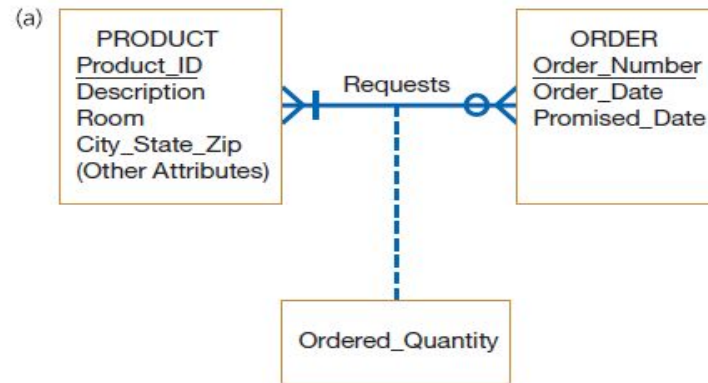 (a)
PRODUCT
Product_ID
Description
Room
City_State_Zip
(Other Attributes)
Requests
ORDER
Order_Number
Order_Date
Promised_Date
Ordered_Quantity